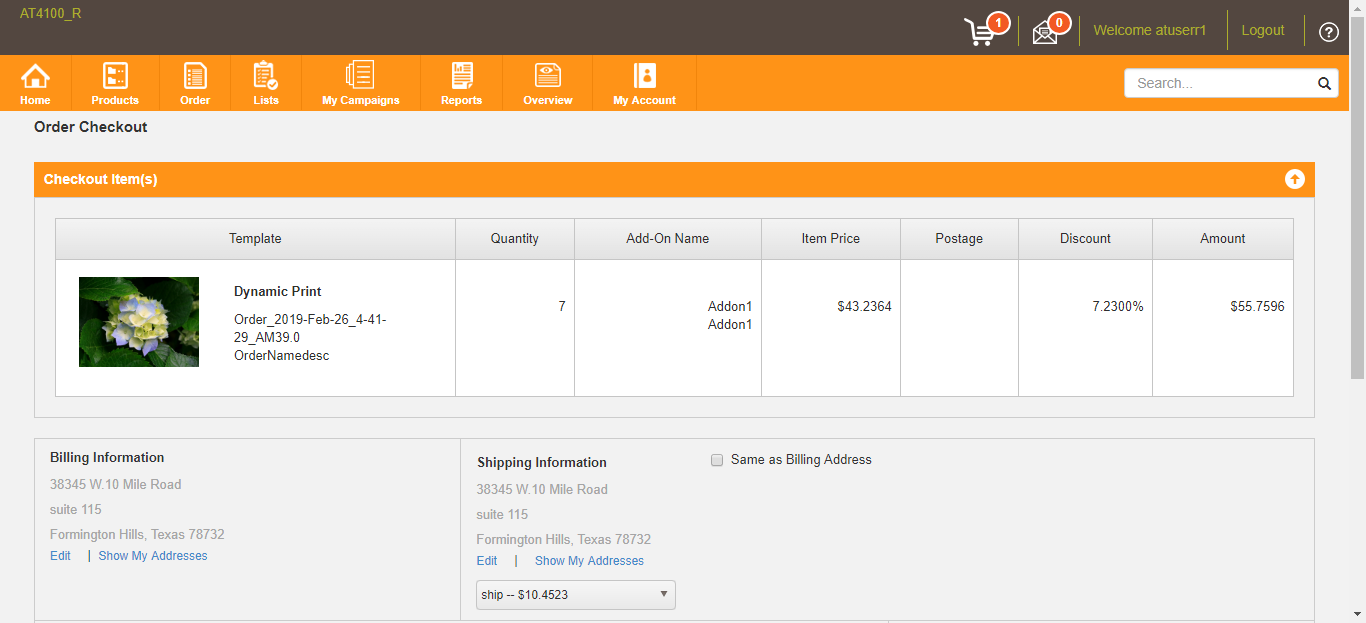 AT4100_R
1
0
Welcome atuserr1
Logout
?
Home
Products
Order
Lists
My Campaigns
Reports
Overview
My Account
Search...
Order Checkout
Checkout Item(s)
Template
Quantity
Add-On Name
Item Price
Postage
Discount
Amount
Dynamic Print
Order_2019-Feb-26_4-41-
29_AM39.0
OrderNamedesc
7
Addon1
Addon1
$43.2364
7.2300%
$55.7596
Billing Information
38345 W.10 Mile Road
suite 115
Formington Hills, Texas 78732
Edit | Show My Addresses
Shipping Information
Same as Billing Address
38345 W.10 Mile Road
suite 115
Formington Hills, Texas 78732
Edit | Show My Addresses
ship -- $10.4523